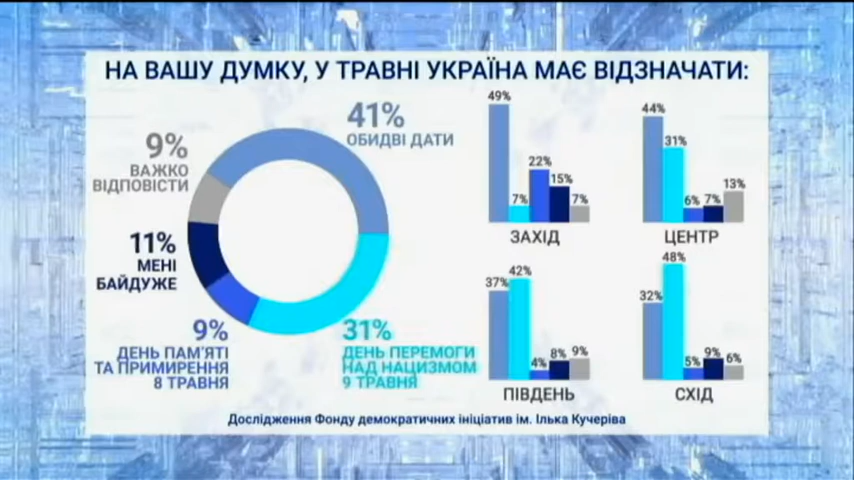 НА ВАШУ ДУМКУ, У ТРАВНІ УКРАЇНА МАЄ ВІДЗНАЧАТИ:
41%
ОБИДВІ ДАТИ
9%
ВАЖКО
ВІДПОВІСТИ
11%
МЕНІ
БАЙДУЖЕ
9%
ДЕНЬ ПАМ'ЯТІ
ТА ПРИМИРЕННЯ
8 ТРАВНЯ
31%
ДЕНЬ ПЕРЕМОГИ
НАД НАЦИЗМОМ
9 ТРАВНЯ
49%
7%
22%
15%
7%
ЗАХІД
44%
31%
6%
7%
13%
ЦЕНТР
37%
42%
4%
8%
9%
ПІВДЕНЬ
32%
48%
5%
9%
6%
СХІД
Дослідження Фонду демократичних ініціатив ім. Ілька Кучеріва